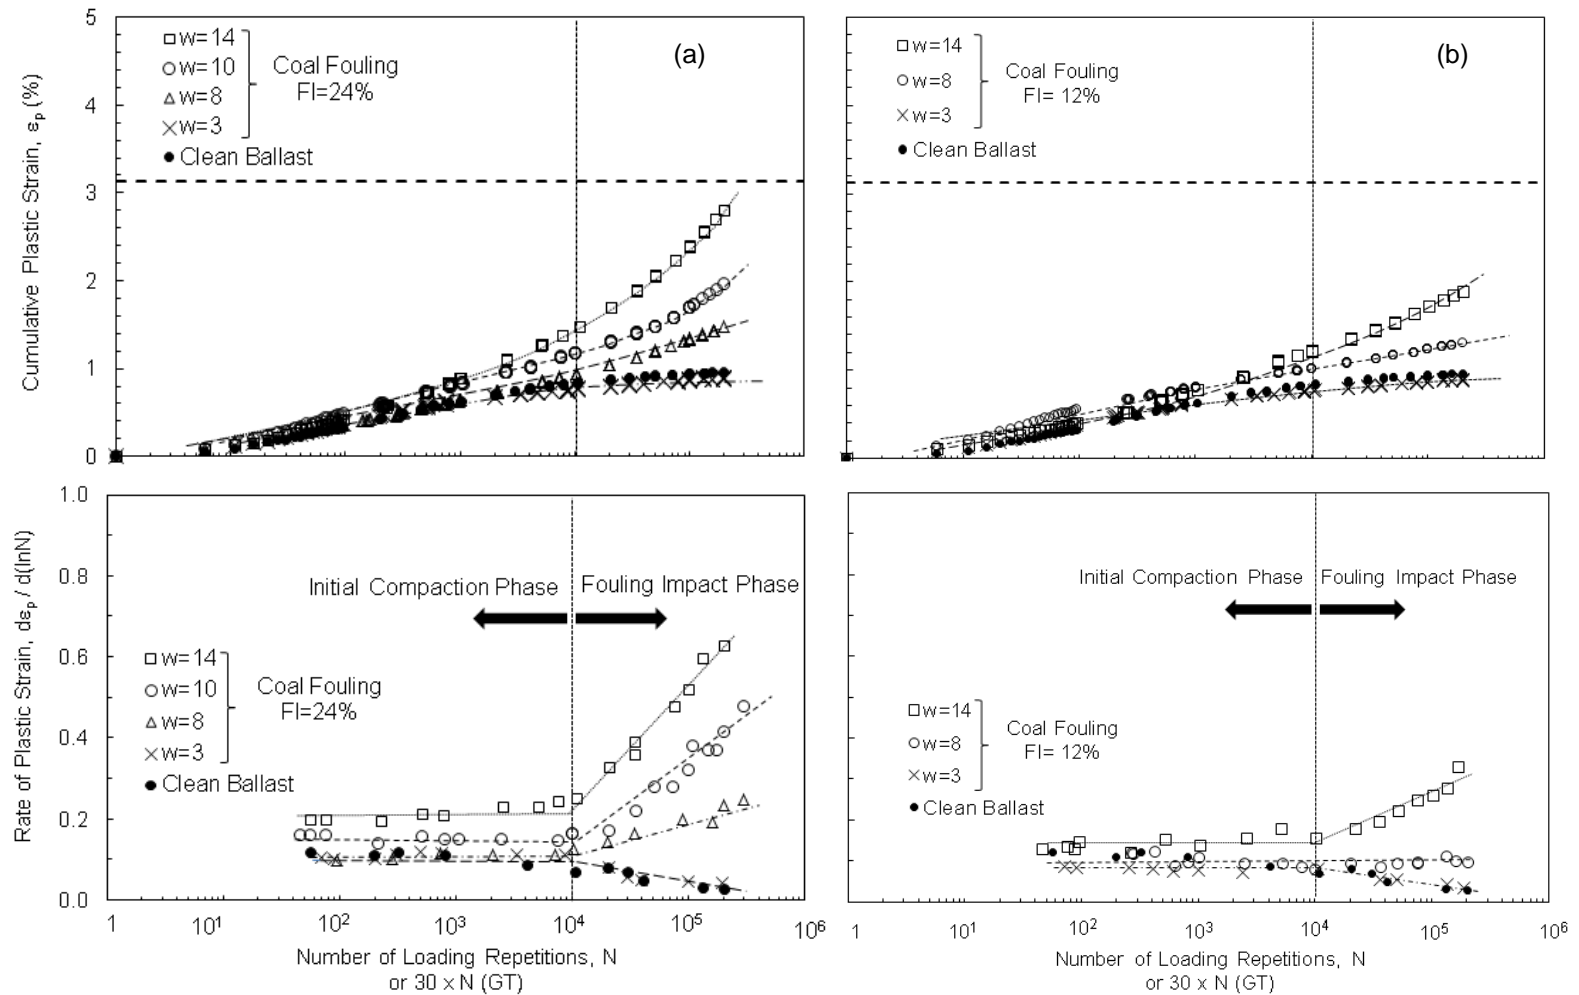 (a)
5
4
3
2
1
0
Cumulative Plastic Strain, εp (%)
w=14
w=10
w=8
w=3
Coal Fouling
FI=24%
Clean Ballast
(b)
w=14
w=8
w=3
Coal Fouling
FI= 12%
Clean Ballast
1.0
0.8
0.6
0.4
0.2
0.0
Rate of Plastic Strain, dεp / d(lnN)
Initial Compaction Phase
Fouling Impact Phase
w=14
w=10
w=8
w=3
Coal Fouling
FI=24%
Clean Ballast
1 10¹ 10² 10³ 10⁴ 10⁵ 10⁶
Number of Loading Repetitions, N
or 30 x N (GT)
Initial Compaction Phase
Fouling Impact Phase
w=14
w=8
w=3
Coal Fouling
FI= 12%
Clean Ballast
1 10¹ 10² 10³ 10⁴ 10⁵ 10⁶
Number of Loading Repetitions, N
or 30 x N (GT)